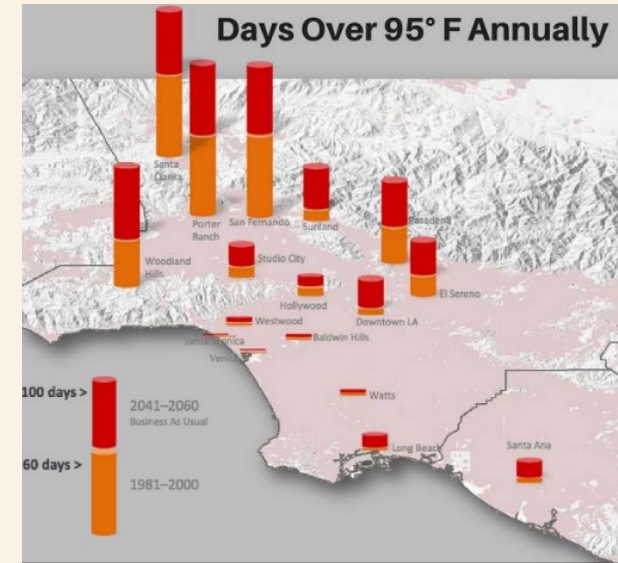 Days Over 95° F Annually
Santa
Clarita
Porter
Ranch
San Fernando
Sunland
Pasadena
Woodland
Hills
Studio City
El Sereno
Hollywood
Downtown LA
Westwood
Santa Monica
Baldwin Hills
Venice
Watts
Long Beach
Santa Ana
100 days >
2041–2060
Business As Usual
60 days >
1981–2000